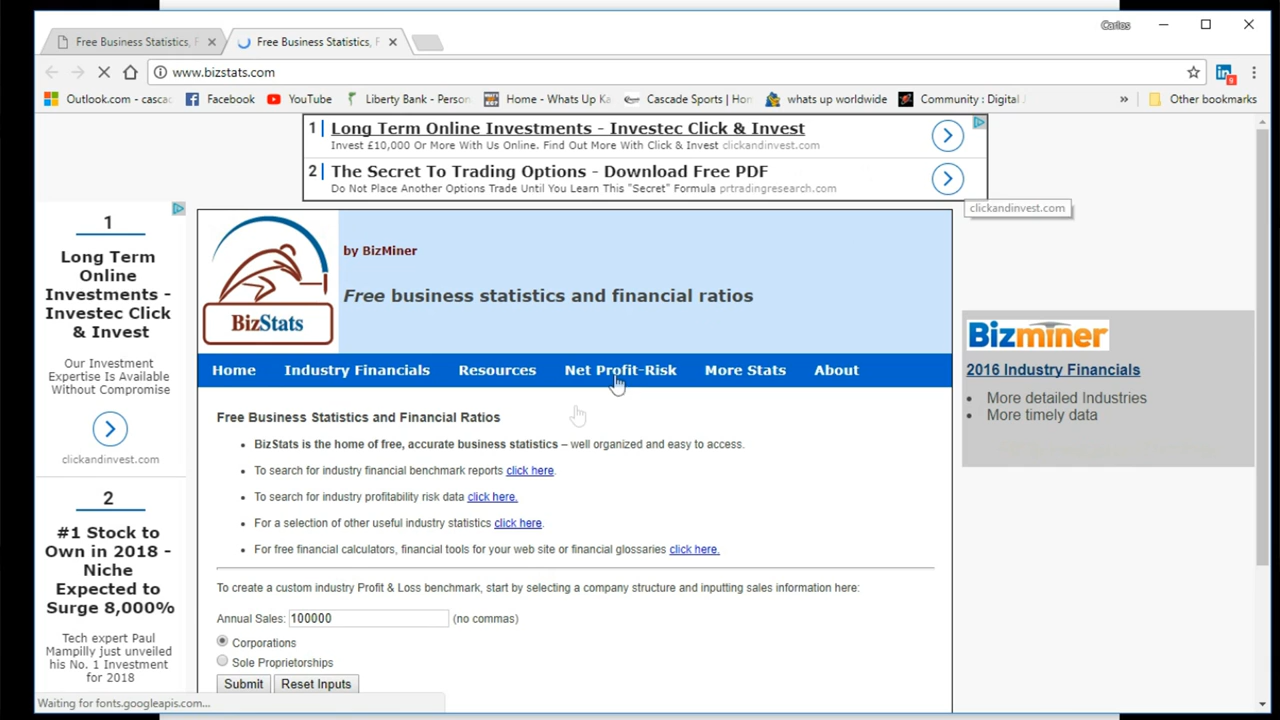 Carlos
Free Business Statistics, F
Free Business Statistics, F
www.bizstats.com
Outlook.com - casca
Facebook
YouTube
Liberty Bank - Person
Home - Whats Up Ka
Cascade Sports | Hom
whats up worldwide
Community : Digital
»
Other bookmarks
1 Long Term Online Investments - Investec Click & Invest
Invest £10,000 Or More With Us Online. Find Out More With Click & Invest clickandinvest.com
2 The Secret To Trading Options - Download Free PDF
Do Not Place Another Options Trade Until You Learn This "Secret" Formula prtradingresearch.com
clickandinvest.com
1
Long Term
Online
Investments -
Investec Click
& Invest
Our Investment
Expertise Is Available
Without Compromise
clickandinvest.com
2
#1 Stock to
Own in 2018 -
Niche
Expected to
Surge 8,000%
Tech expert Paul
Mampilly just unveiled
his No. 1 Investment
for 2018
BizStats
by BizMiner
Free business statistics and financial ratios
Home Industry Financials Resources Net Profit-Risk More Stats About
Free Business Statistics and Financial Ratios
• BizStats is the home of free, accurate business statistics – well organized and easy to access.
• To search for industry financial benchmark reports click here.
• To search for industry profitability risk data click here.
• For a selection of other useful industry statistics click here.
• For free financial calculators, financial tools for your web site or financial glossaries click here.
To create a custom industry Profit & Loss benchmark, start by selecting a company structure and inputting sales information here:
Annual Sales: 100000 (no commas)
Corporations
Sole Proprietorships
Submit Reset Inputs
Bizminer
2016 Industry Financials
• More detailed Industries
• More timely data
Waiting for fonts.googleapis.com...